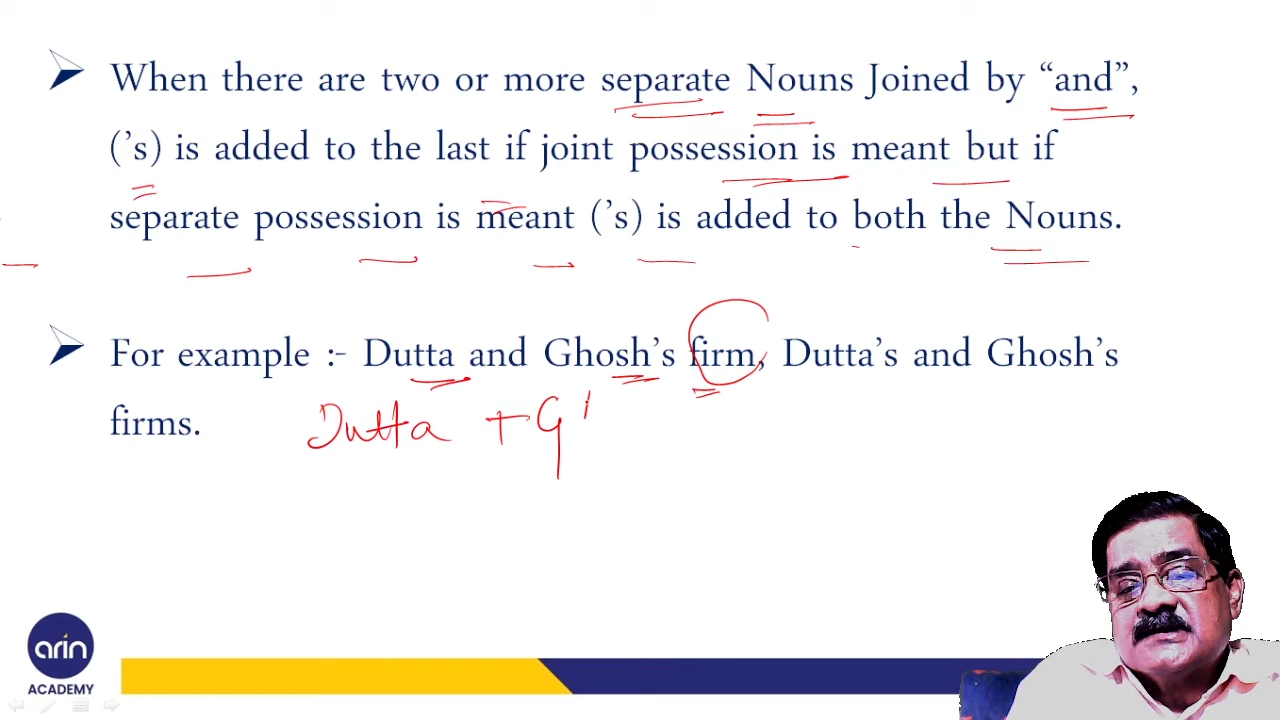 When there are two or more separate Nouns Joined by “and”,
(’s) is added to the last if joint possession is meant but if
separate possession is meant (’s) is added to both the Nouns.
For example :- Dutta and Ghosh’s firm, Dutta’s and Ghosh’s
firms.
Dutta + G
arin
ACADEMY